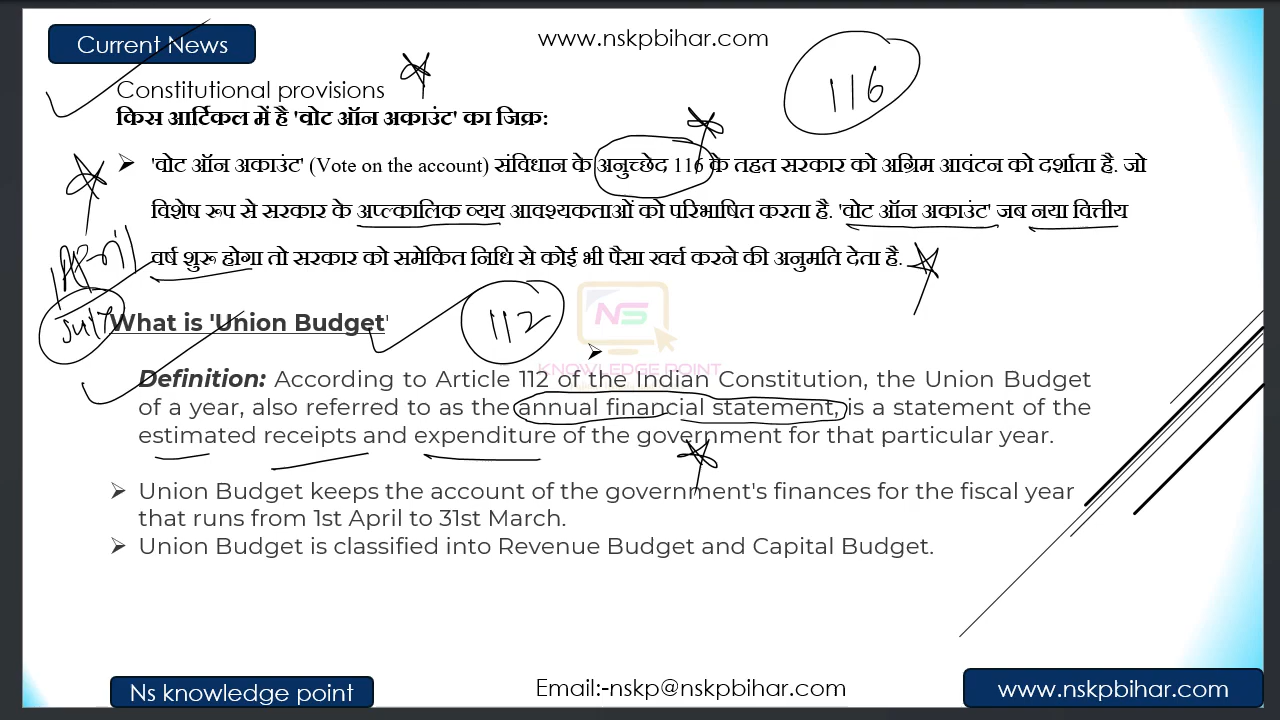 Current News
www.nskpbihar.com
116
Constitutional provisions
किस आर्टिकल में है 'वोट ऑन अकाउंट' का जिक्र:
'वोट ऑन अकाउंट' (Vote on the account) संविधान के अनुच्छेद 116 के तहत सरकार को अग्रिम आवंटन को दर्शाता है. जो
विशेष रूप से सरकार के अल्पकालिक व्यय आवश्यकताओं को परिभाषित करता है. 'वोट ऑन अकाउंट' जब नया वित्तीय
वर्ष शुरू होगा तो सरकार को समेकित निधि से कोई भी पैसा खर्च करने की अनुमति देता है.
April
July
What is 'Union Budget'
112
NS
KNOWLEDGE POINT
Definition: According to Article 112 of the Indian Constitution, the Union Budget
of a year, also referred to as the annual financial statement, is a statement of the
estimated receipts and expenditure of the government for that particular year.
Union Budget keeps the account of the government's finances for the fiscal year
that runs from 1st April to 31st March.
Union Budget is classified into Revenue Budget and Capital Budget.
Ns knowledge point
Email:-nskp@nskpbihar.com
www.nskpbihar.com